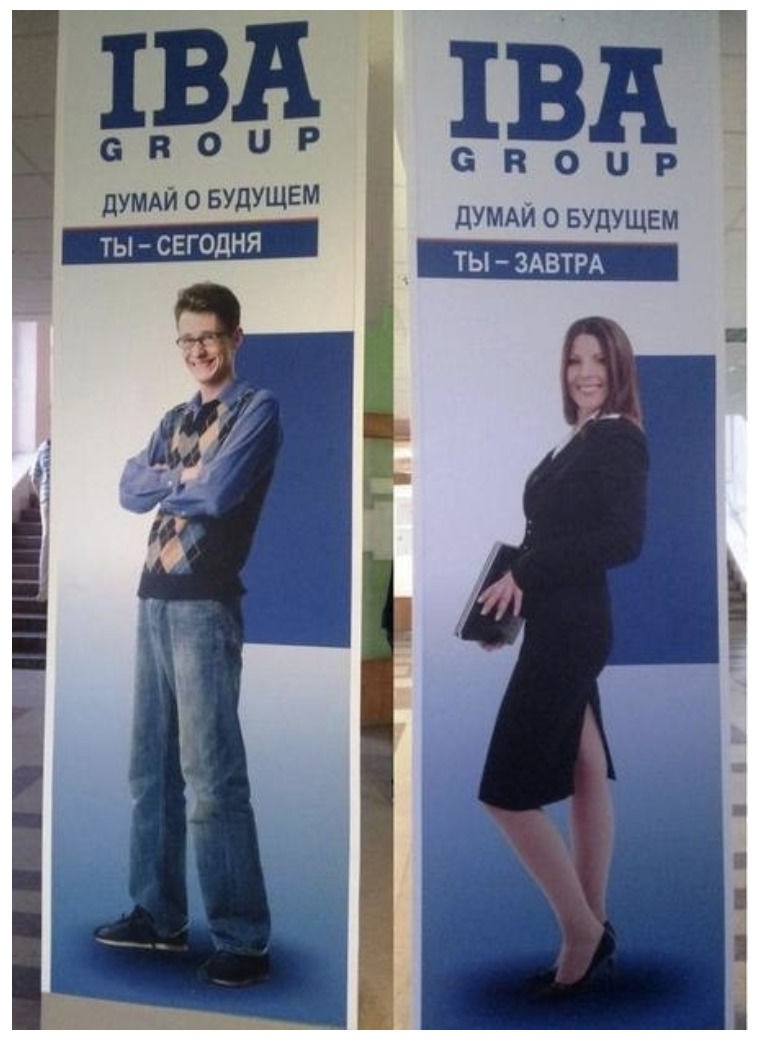 IBA
GROUP
ДУМАЙ О БУДУЩЕМ
ТЫ – СЕГОДНЯ
IBA
GROUP
ДУМАЙ О БУДУЩЕМ
ТЫ – ЗАВТРА